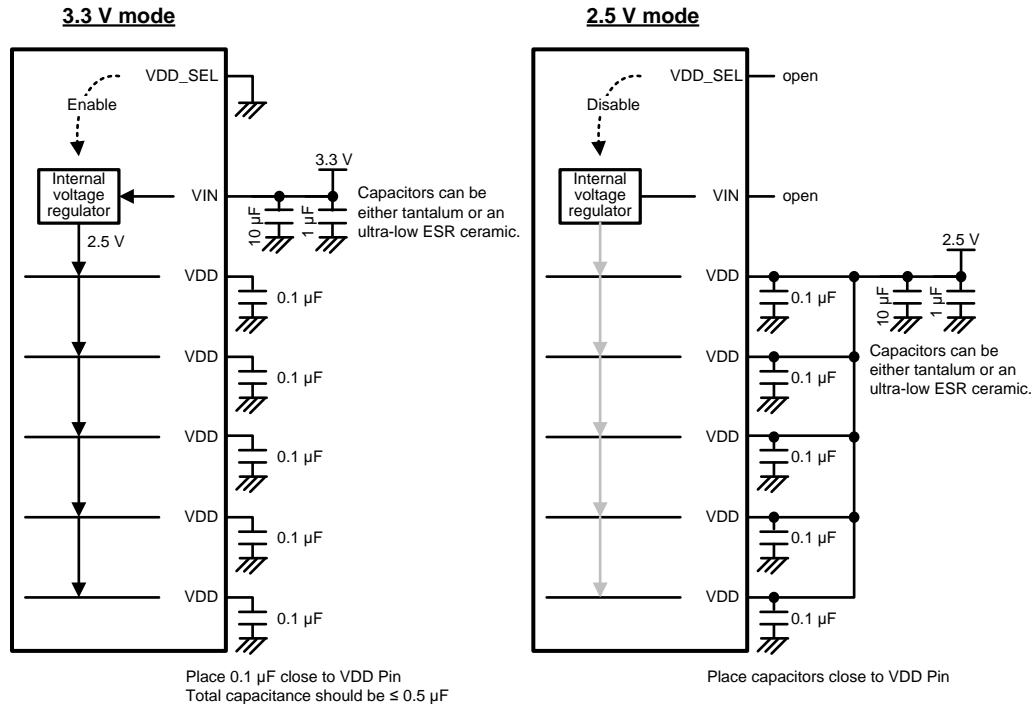 3.3 V mode
VDD_SEL
Enable
Internal
voltage
regulator
2.5 V
VIN
3.3 V
10 µF
1 µF
Capacitors can be
either tantalum or an
ultra-low ESR ceramic.
VDD
0.1 µF
VDD
0.1 µF
VDD
0.1 µF
VDD
0.1 µF
VDD
0.1 µF
Place 0.1 µF close to VDD Pin
Total capacitance should be ≤ 0.5 µF
2.5 V mode
VDD_SEL
open
Disable
Internal
voltage
regulator
VIN
open
2.5 V
VDD
0.1 µF
10 µF
1 µF
Capacitors can be
either tantalum or an
ultra-low ESR ceramic.
VDD
0.1 µF
VDD
0.1 µF
VDD
0.1 µF
VDD
0.1 µF
Place capacitors close to VDD Pin